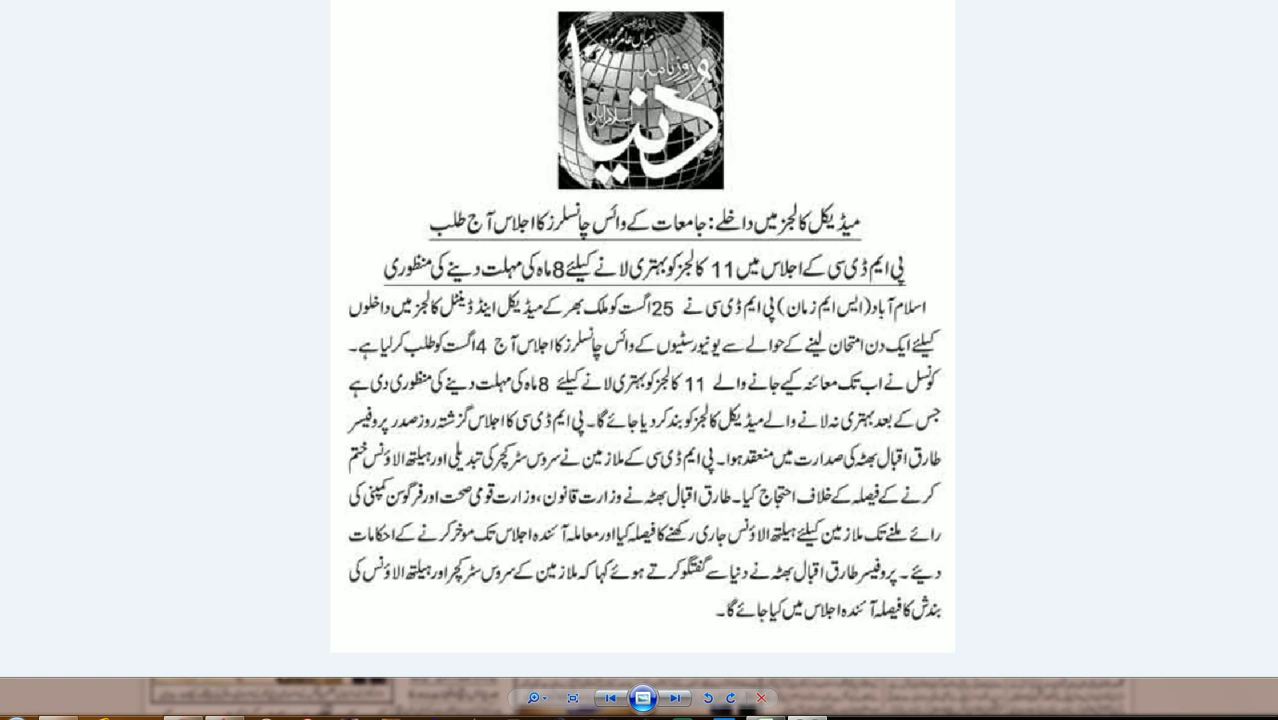 میاں عامر محمود
روزنامہ
دنیا
اسلام آباد
میڈیکل کالجز میں داخلے: جامعات کے وائس چانسلرز کا اجلاس آج طلب
پی ایم ڈی سی کے اجلاس میں 11 کالجز کو بہتری لانے کیلئے 8 ماہ کی مہلت دینے کی منظوری
اسلام آباد (ایس ایم زمان) پی ایم ڈی سی نے 25 اگست کو ملک بھر کے میڈیکل اینڈ ڈینٹل کالجز میں داخلوں
کیلئے ایک دن امتحان لینے کے حوالے سے یونیورسٹیوں کے وائس چانسلرز کا اجلاس آج 4 اگست کو طلب کر لیا ہے۔
کونسل نے اب تک معائنہ کیے جانے والے 11 کالجز کو بہتری لانے کیلئے 8 ماہ کی مہلت دینے کی منظوری دی ہے
جس کے بعد بہتری نہ لانے والے میڈیکل کالجز کو بند کر دیا جائے گا۔ پی ایم ڈی سی کا اجلاس گزشتہ روز صدر پروفیسر
طارق اقبال بھٹہ کی صدارت میں منعقد ہوا۔ پی ایم ڈی سی کے ملازمین نے سروس سٹرکچر کی تبدیلی اور ہیلتھ الاؤنس ختم
کرنے کے فیصلہ کے خلاف احتجاج کیا۔ طارق اقبال بھٹہ نے وزارت قانون، وزارت قومی صحت اور فرگوسن کمپنی کی
رائے ملنے تک ملازمین کیلئے ہیلتھ الاؤنس جاری رکھنے کا فیصلہ کیا اور معاملہ آئندہ اجلاس تک موخر کرنے کے احکامات
دیئے۔ پروفیسر طارق اقبال بھٹہ نے دنیا سے گفتگو کرتے ہوئے کہا کہ ملازمین کے سروس سٹرکچر اور ہیلتھ الاؤنس کی
بندش کا فیصلہ آئندہ اجلاس میں کیا جائے گا۔